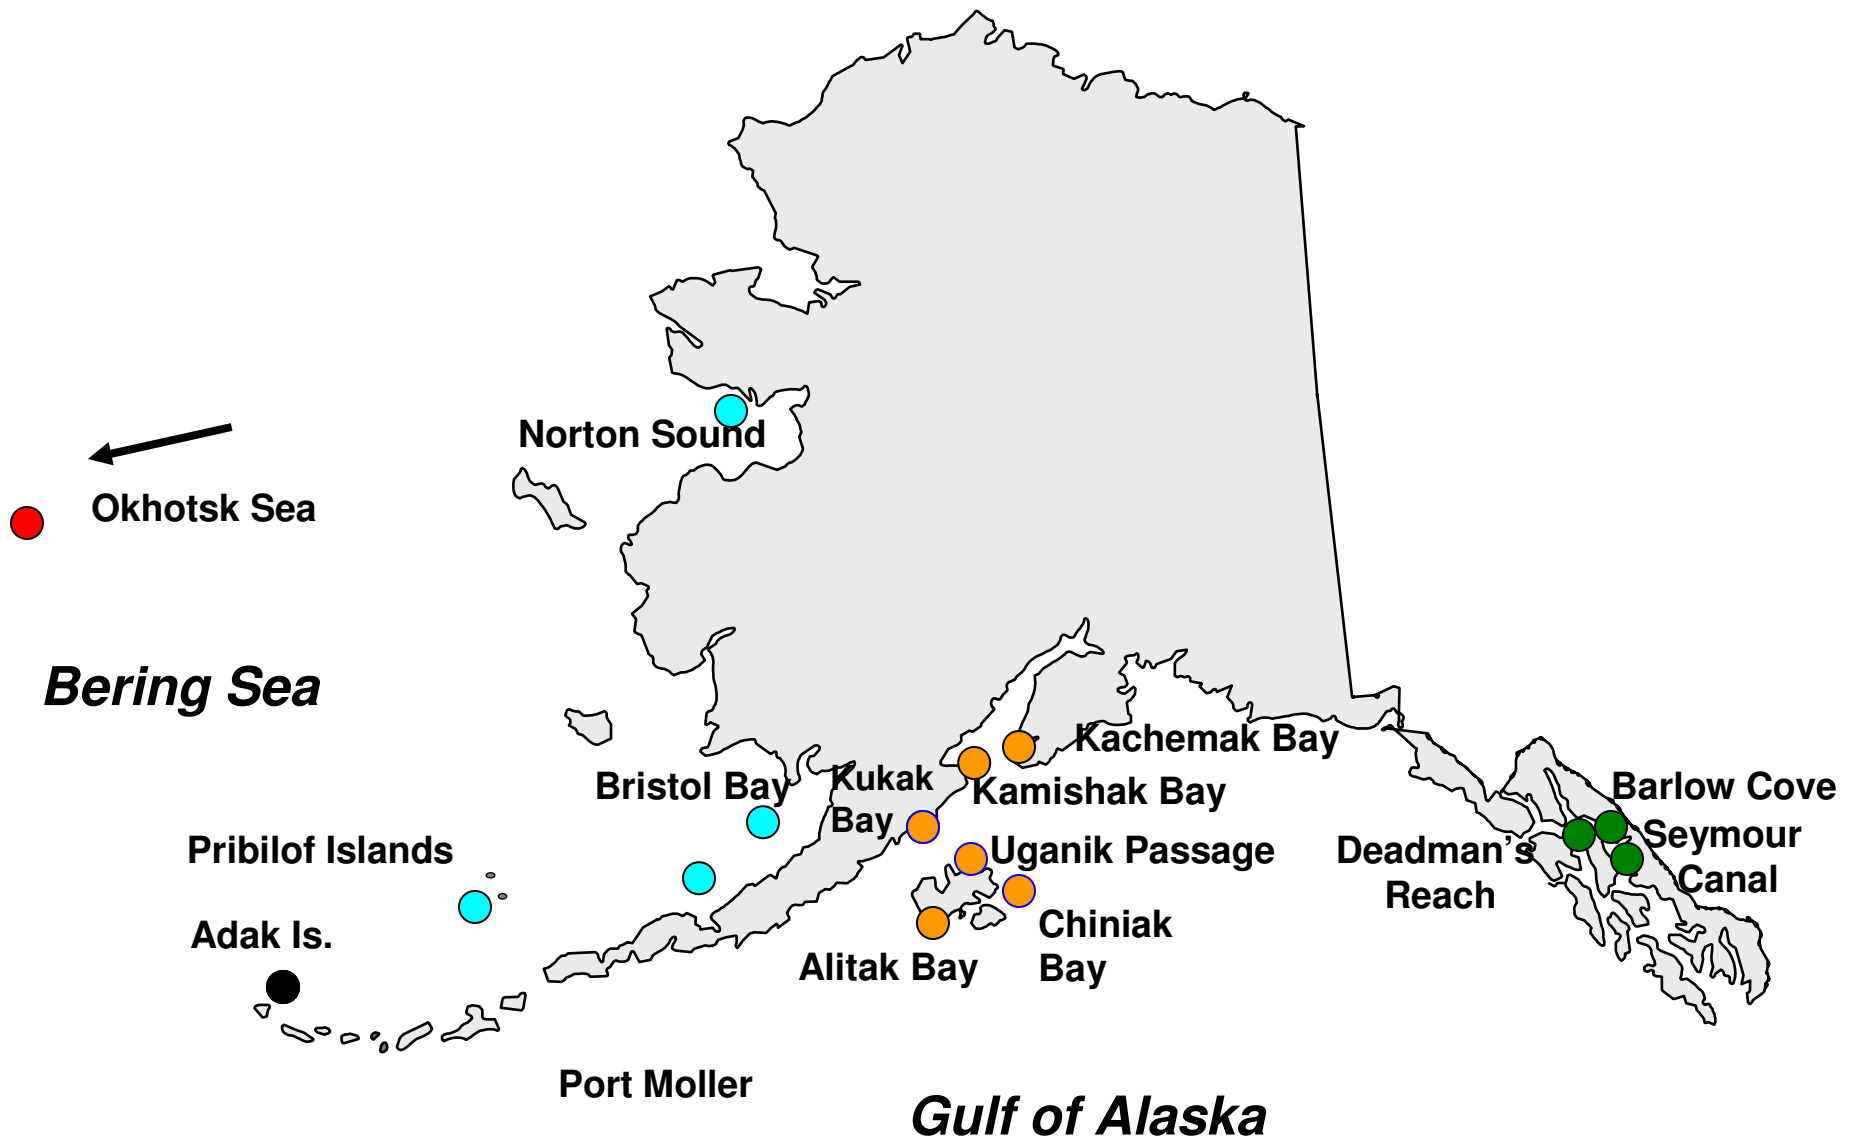 Norton Sound
Okhotsk Sea
Bering Sea
Kachemak Bay
Bristol Bay
Kukak
Bay
Kamishak Bay
Barlow Cove
Pribilof Islands
Uganik Passage
Deadman's
Reach
Seymour
Canal
Adak Is.
Chiniak
Bay
Alitak Bay
Port Moller
Gulf of Alaska